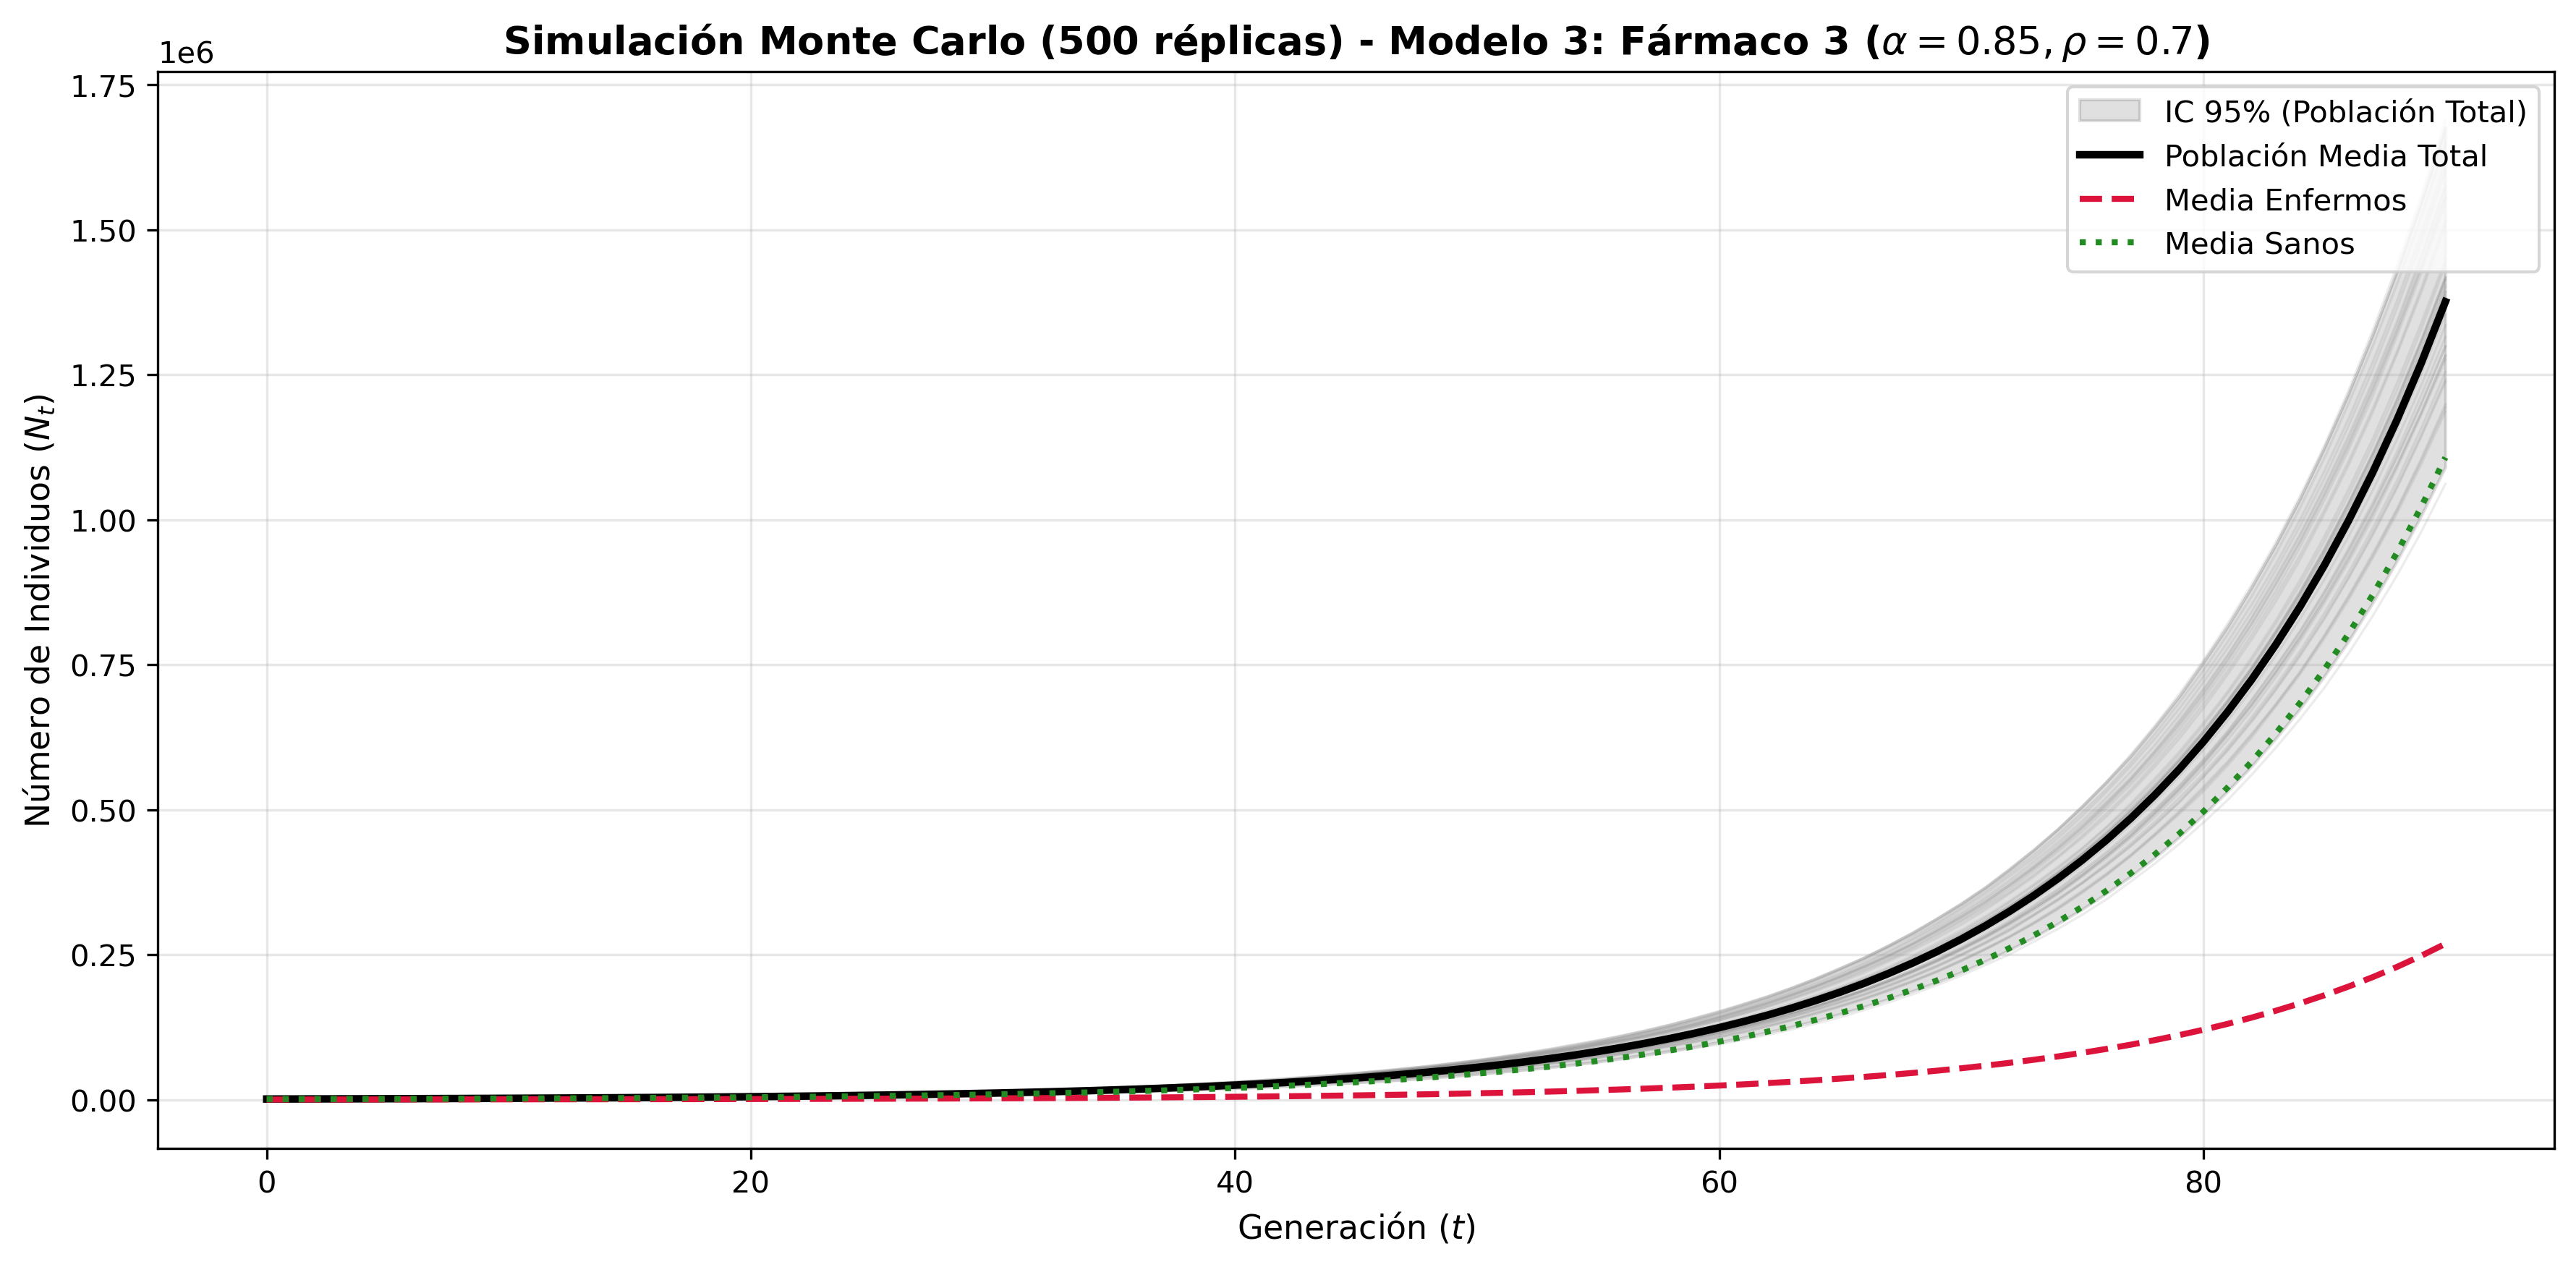 Simulación Monte Carlo (500 réplicas) - Modelo 3: Fármaco 3 (α = 0.85, ρ = 0.7)
1e6
1.75
1.50
1.25
1.00
0.75
0.50
0.25
0.00
Número de Individuos (Nₜ)
IC 95% (Población Total)
Población Media Total
Media Enfermos
Media Sanos
0
20
40
60
80
Generación (t)